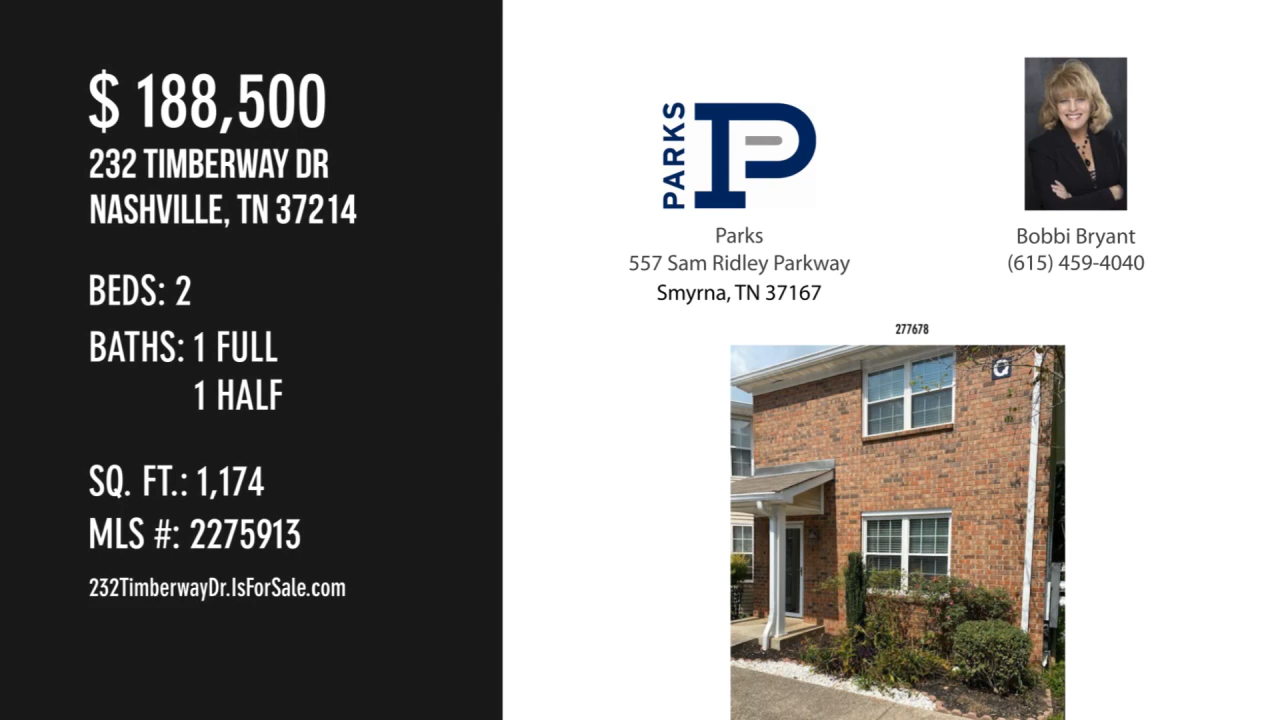 $ 188,500
232 TIMBERWAY DR
NASHVILLE, TN 37214
BEDS: 2
BATHS: 1 FULL
1 HALF
SQ. FT.: 1,174
MLS #: 2275913
232TimberwayDr.IsForSale.com
PARKS
P
Parks
557 Sam Ridley Parkway
Smyrna, TN 37167
Bobbi Bryant
(615) 459-4040
277678
G